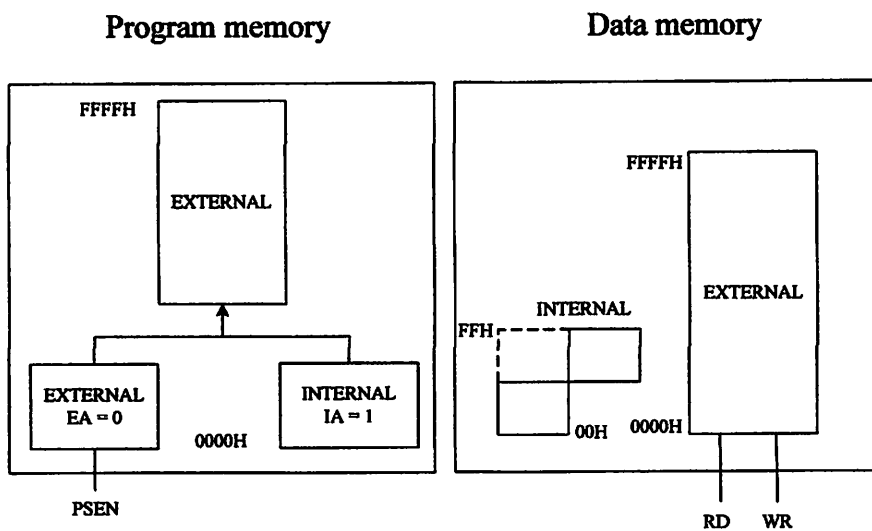 Program memory
FFFFH
EXTERNAL
EXTERNAL
EA = 0
INTERNAL
IA = 1
0000H
PSEN
Data memory
FFFFH
EXTERNAL
INTERNAL
FFH
00H
0000H
RD
WR